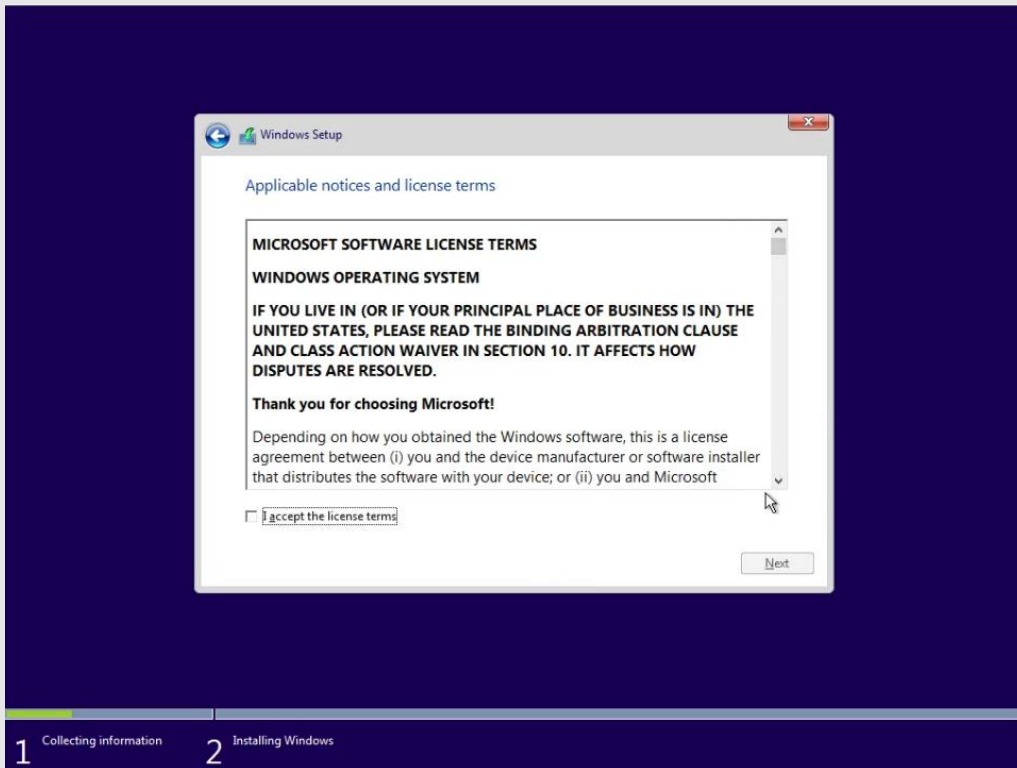 Windows Setup
Applicable notices and license terms
MICROSOFT SOFTWARE LICENSE TERMS
WINDOWS OPERATING SYSTEM
IF YOU LIVE IN (OR IF YOUR PRINCIPAL PLACE OF BUSINESS IS IN) THE
UNITED STATES, PLEASE READ THE BINDING ARBITRATION CLAUSE
AND CLASS ACTION WAIVER IN SECTION 10. IT AFFECTS HOW
DISPUTES ARE RESOLVED.
Thank you for choosing Microsoft!
Depending on how you obtained the Windows software, this is a license
agreement between (i) you and the device manufacturer or software installer
that distributes the software with your device; or (ii) you and Microsoft
I accept the license terms
Next
1 Collecting information
2 Installing Windows